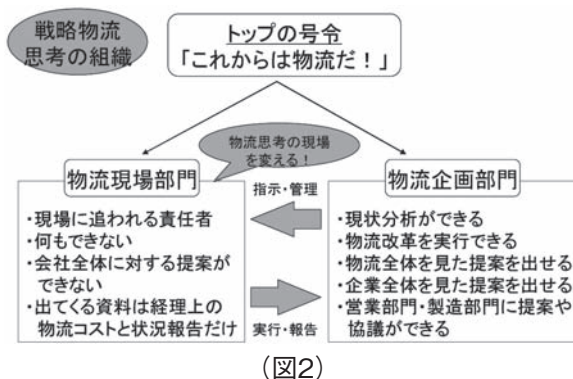 戦略物流
思考の組織
トップの号令
「これからは物流だ！」
物流思考の現場
を変える！
物流現場部門
指示・管理
物流企画部門
・現場に追われる責任者
・何もできない
・会社全体に対する提案が
できない
・出てくる資料は経理上の
物流コストと状況報告だけ
実行・報告
・現状分析ができる
・物流改革を実行できる
・物流全体を見た提案を出せる
・企業全体を見た提案を出せる
・営業部門・製造部門に提案や
協議ができる
（図2）